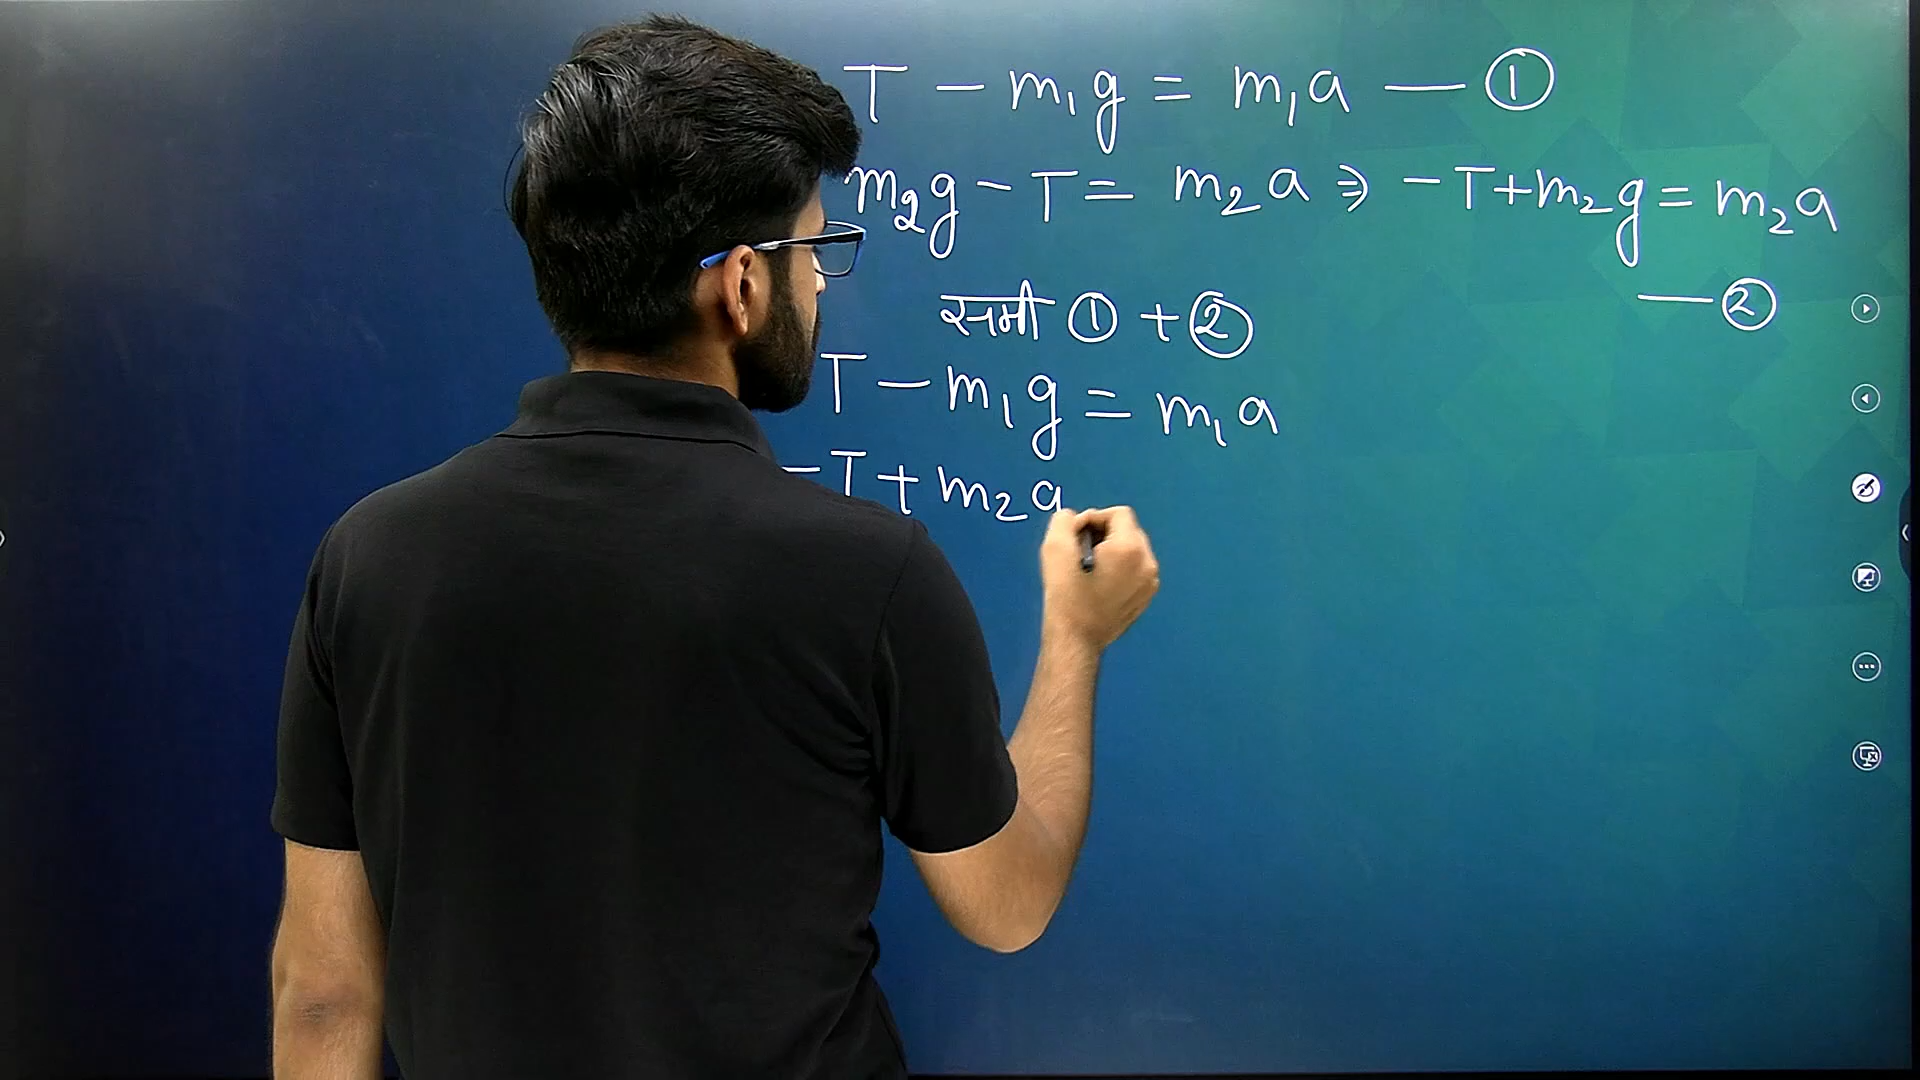 T - m₁g = m₁a — ①
m₂g - T = m₂a ⇒ -T+m₂g = m₂a
— ②
समी ① + ②
T - m₁g = m₁a
-T + m₂g